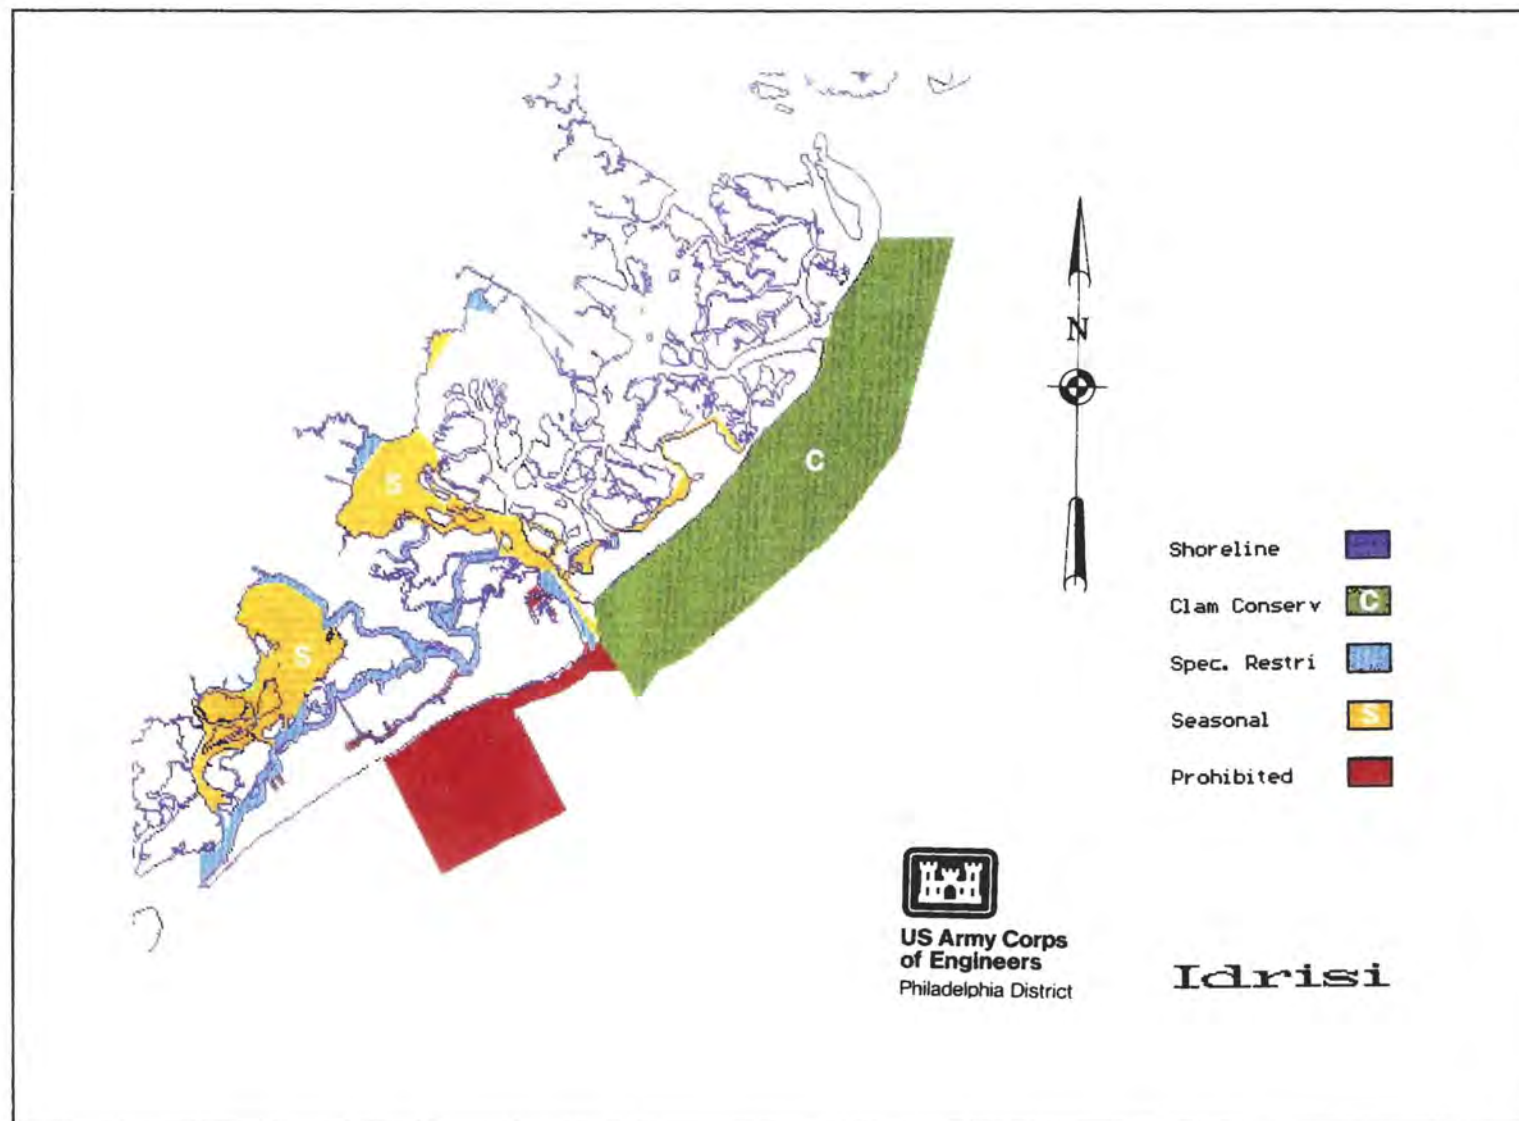 C
S
S
N
Shoreline
Clam Conserv C
Spec. Restri
Seasonal S
Prohibited
US Army Corps
of Engineers
Philadelphia District
Idrisi